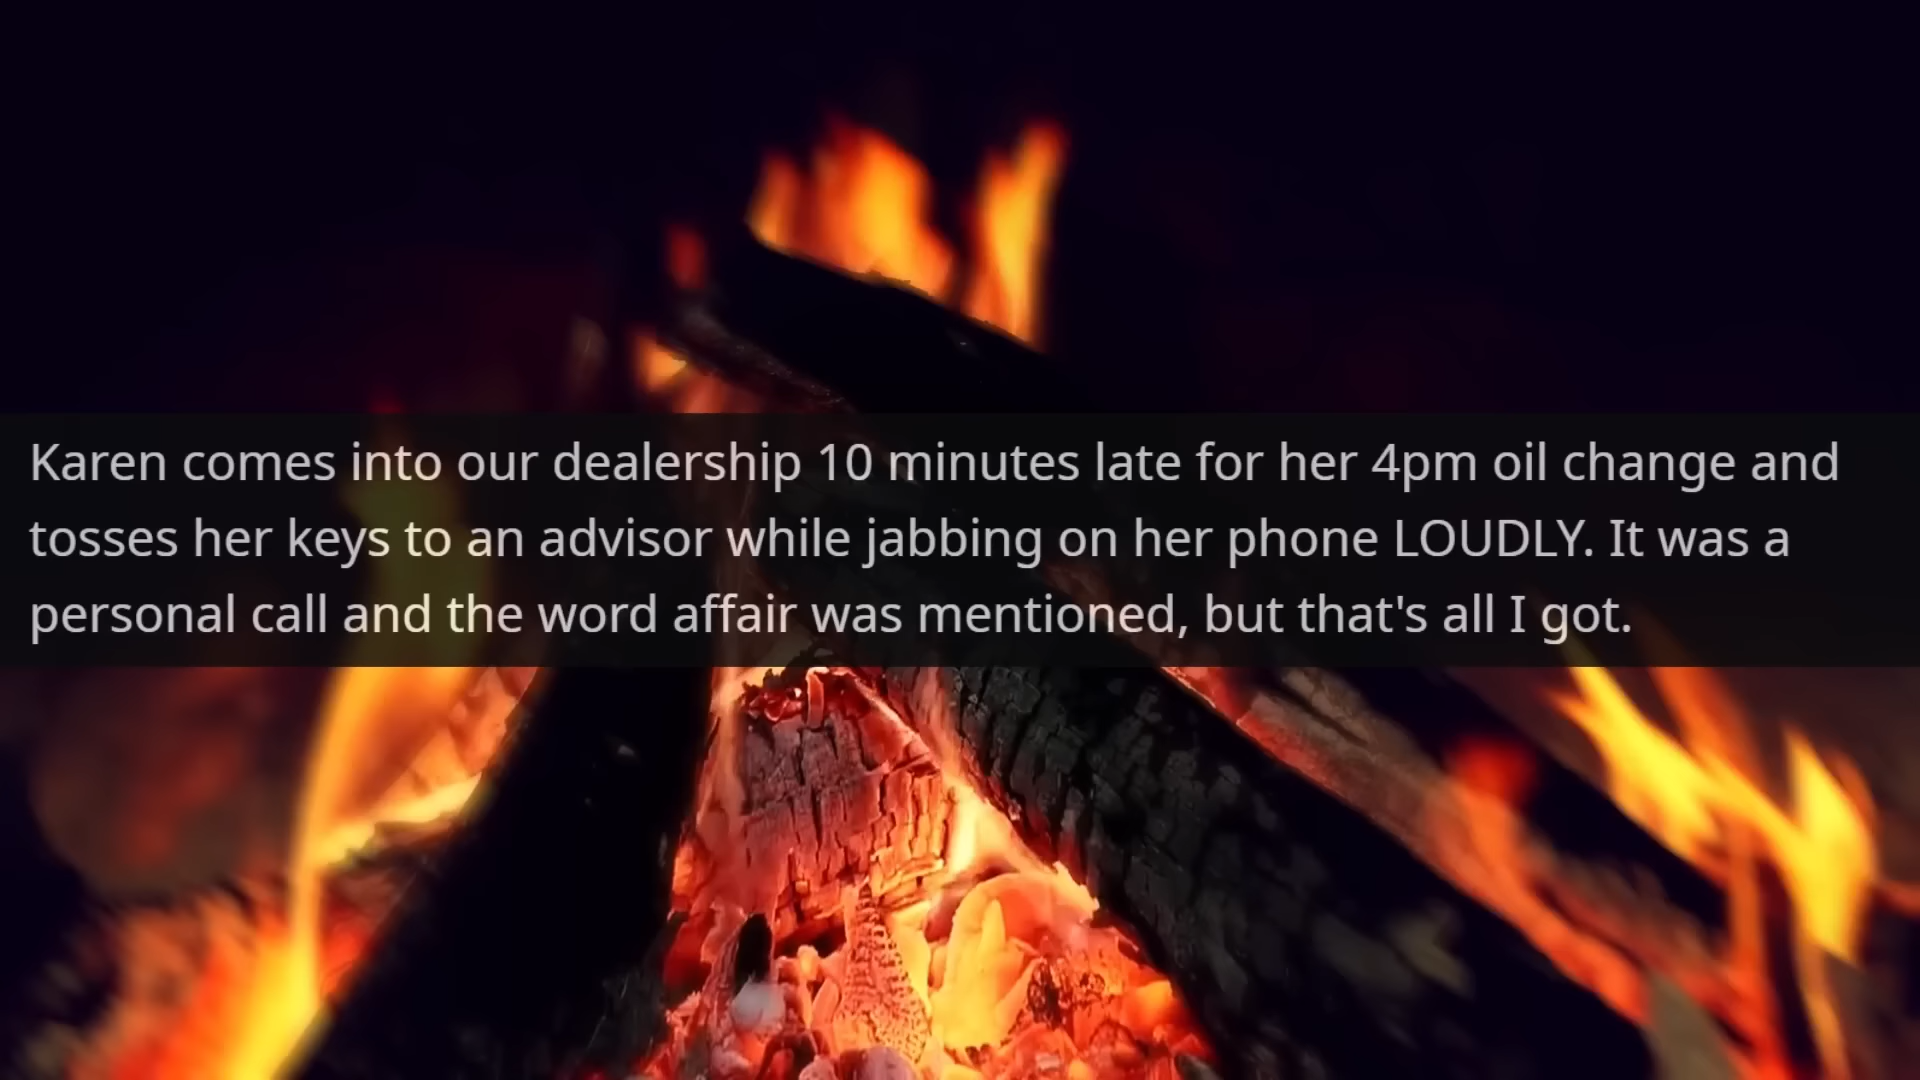 Karen comes into our dealership 10 minutes late for her 4pm oil change and
tosses her keys to an advisor while jabbing on her phone LOUDLY. It was a
personal call and the word affair was mentioned, but that's all I got.